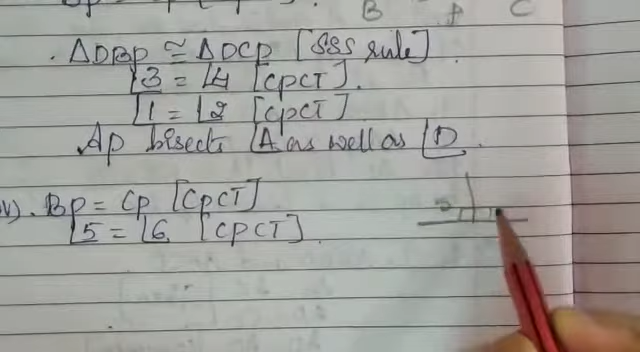 B P C
. ΔDBP ≅ ΔDCP [SSS rule].
∠3 = ∠4 [CPCT].
∠1 = ∠2 [CPCT]
AP bisects ∠A as well as ∠D.
v). BP = CP [CPCT]
∠5 = ∠6 [CPCT].